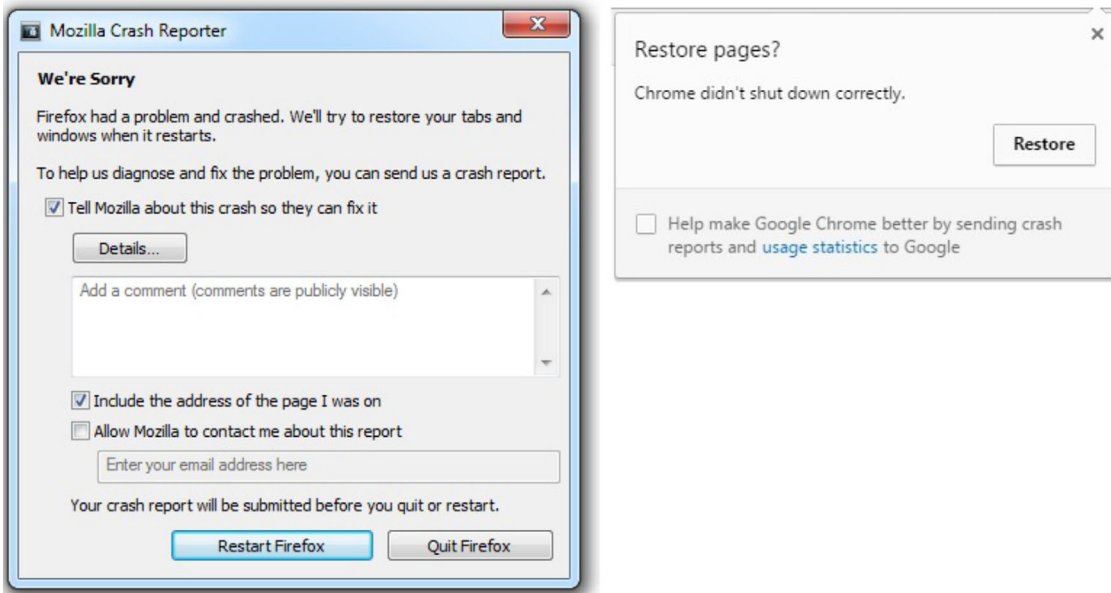 Mozilla Crash Reporter
We're Sorry
Firefox had a problem and crashed. We'll try to restore your tabs and
windows when it restarts.
To help us diagnose and fix the problem, you can send us a crash report.
Tell Mozilla about this crash so they can fix it
Details...
Add a comment (comments are publicly visible)
Include the address of the page I was on
Allow Mozilla to contact me about this report
Enter your email address here
Your crash report will be submitted before you quit or restart.
Restart Firefox
Quit Firefox
Restore pages?
Chrome didn't shut down correctly.
Restore
Help make Google Chrome better by sending crash
reports and usage statistics to Google